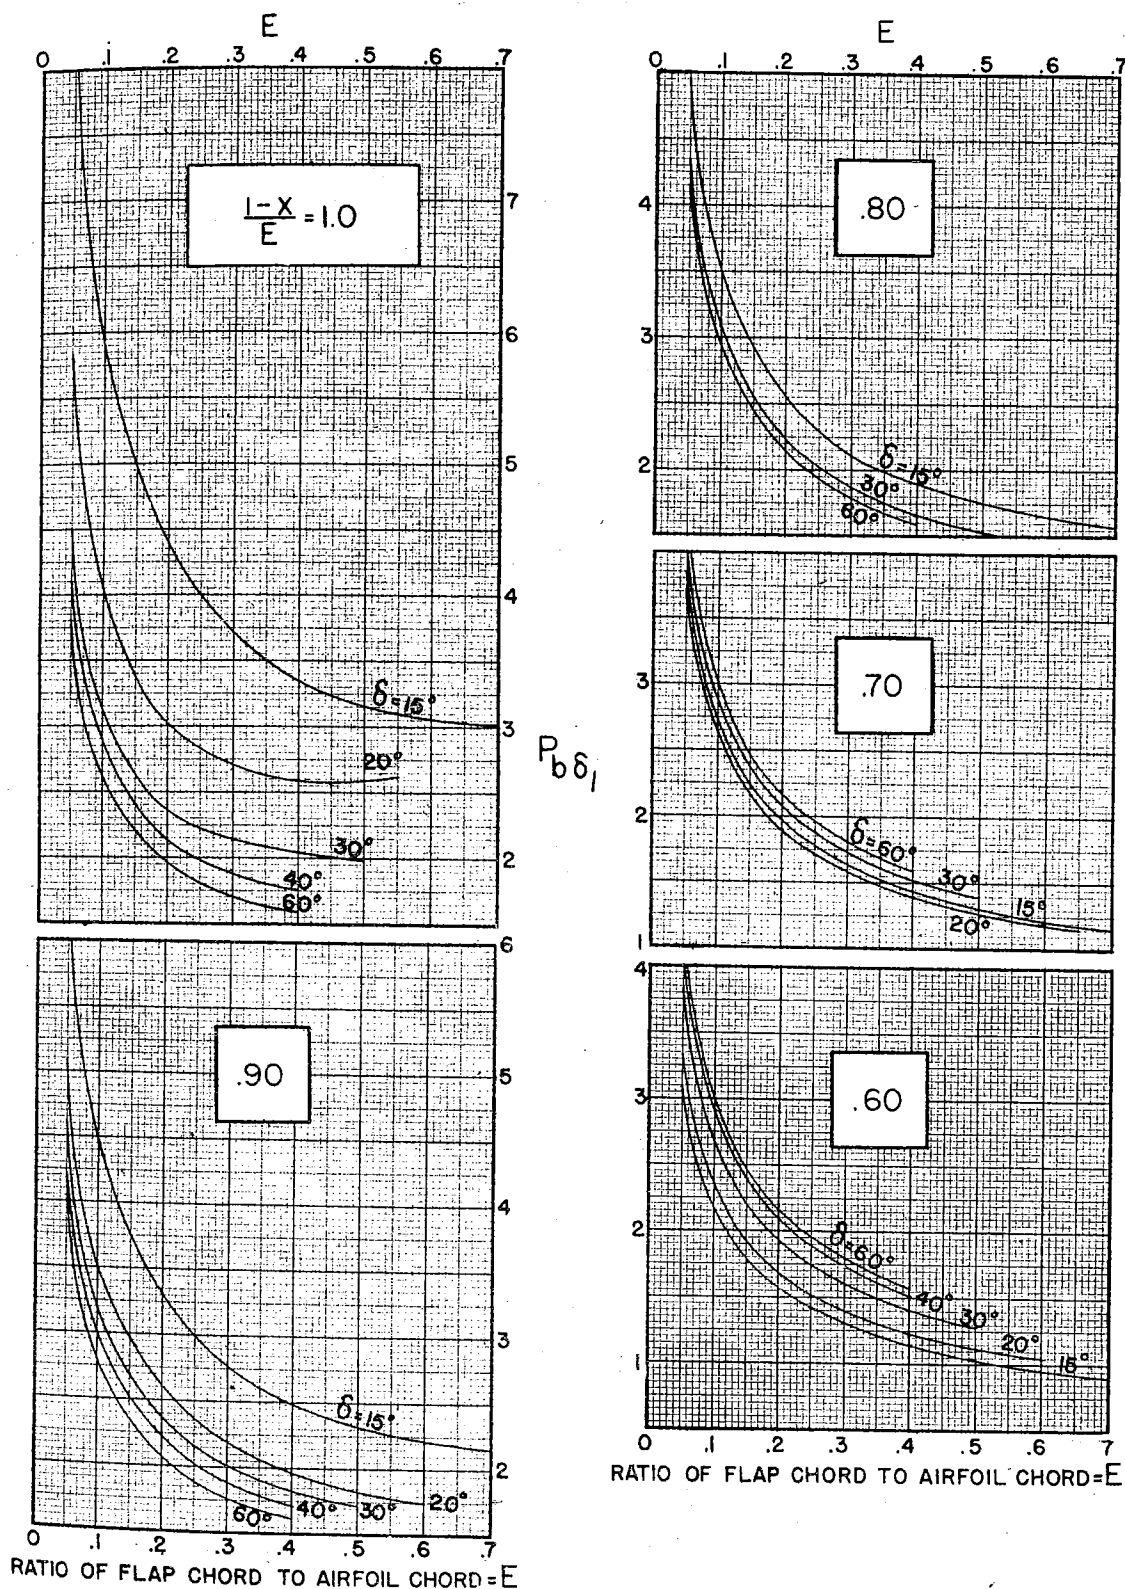 E
0 .1 .2 .3 .4 .5 .6 .7
1-X/E = 1.0
7
6
5
4
3
2
δ=15°
20°
30°
40°
60°
.90
6
5
4
3
2
δ=15°
20°
30°
40°
60°
0 .1 .2 .3 .4 .5 .6 .7
RATIO OF FLAP CHORD TO AIRFOIL CHORD=E
P_b δ_1
E
0 .1 .2 .3 .4 .5 .6 .7
.80
4
3
2
δ=15°
30°
60°
.70
3
2
1
δ=60°
30°
15°
20°
.60
4
3
2
1
δ=60°
40°
30°
20°
15°
0 .1 .2 .3 .4 .5 .6 .7
RATIO OF FLAP CHORD TO AIRFOIL CHORD=E